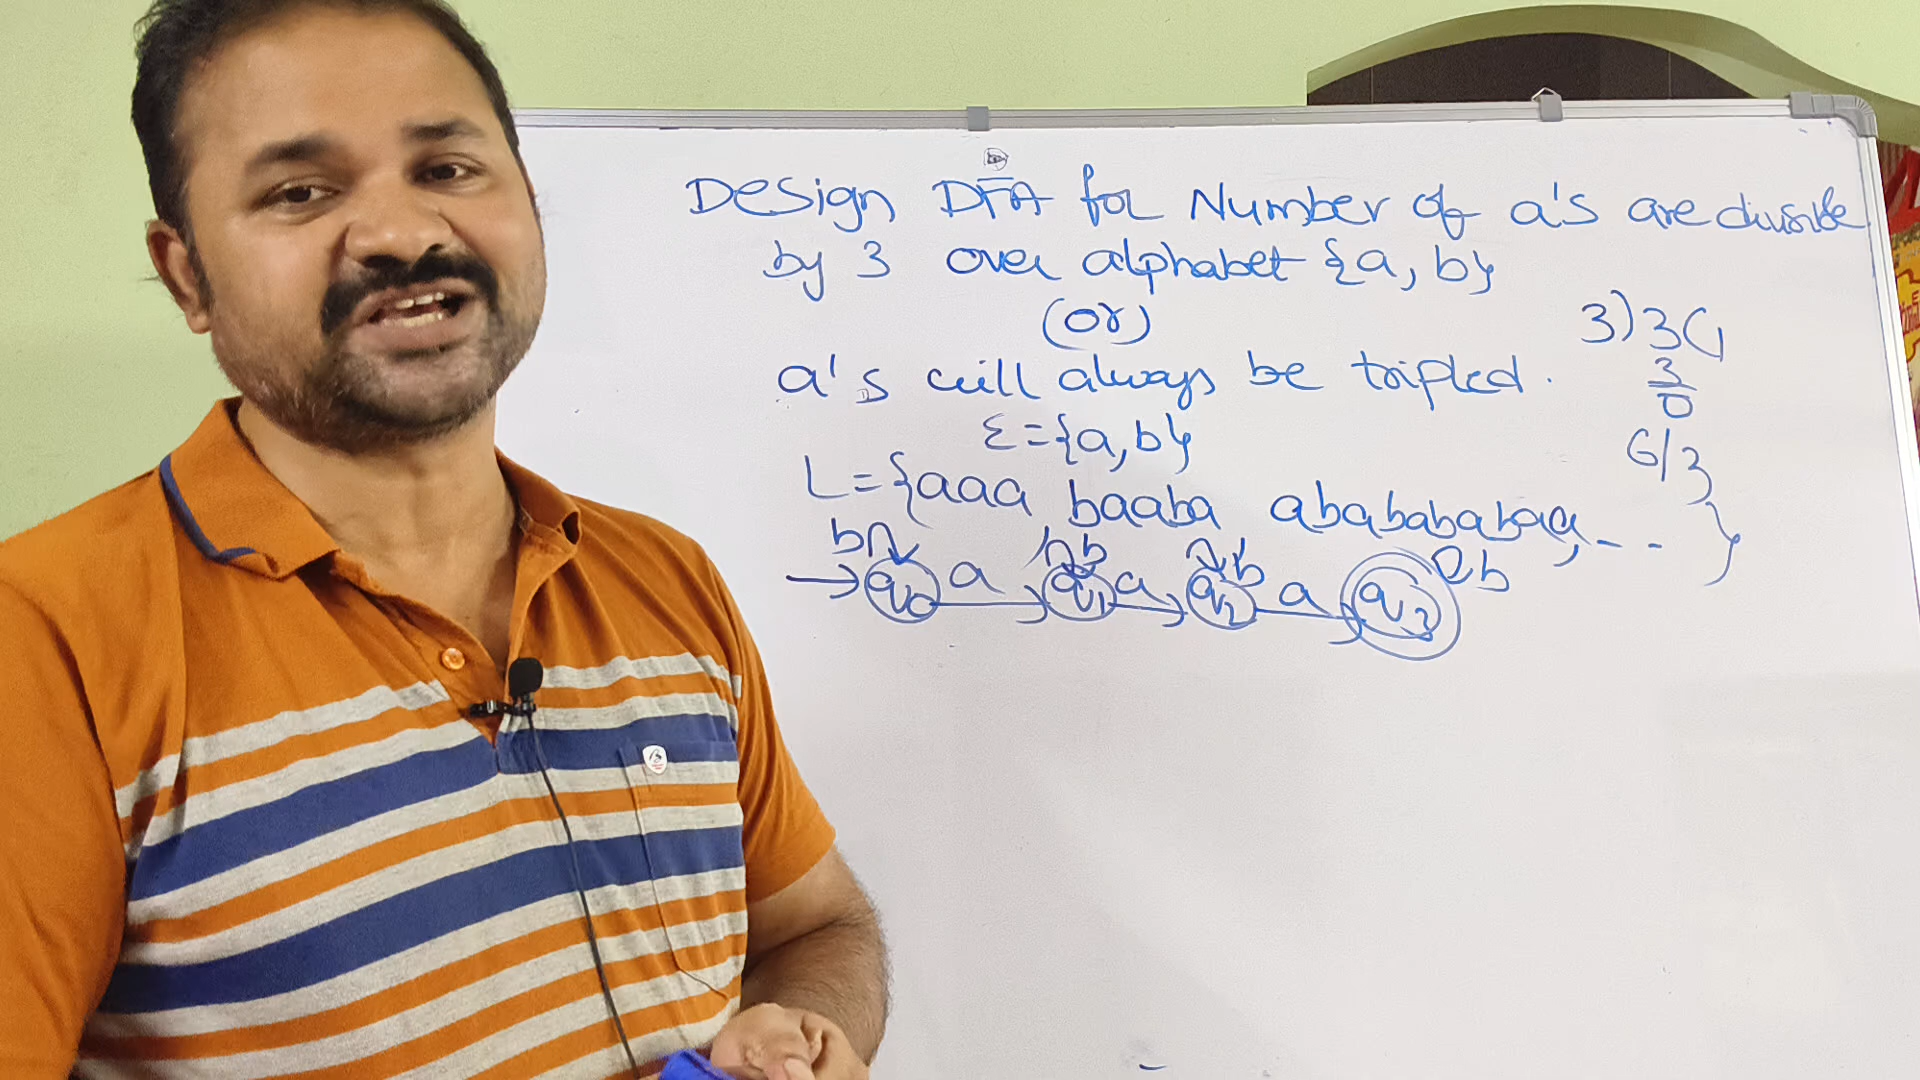 Design DFA for Number of a's are divisible
by 3 over alphabet {a, b}
(or)
a's will always be tripled.
3)3(1
3
0
Σ={a,b}
6/3
L={aaa, baaba, ababababaa, - - }
b b b b
→ q0 a q1 a q2 a q3